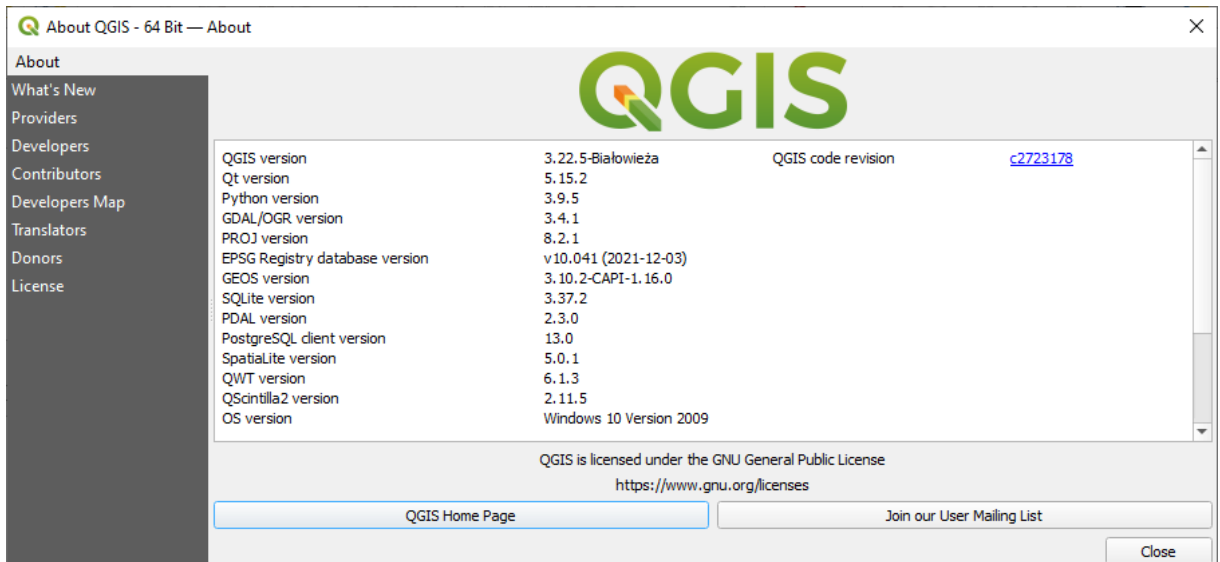 About QGIS - 64 Bit — About
About
What's New
Providers
Developers
Contributors
Developers Map
Translators
Donors
License
QGIS
QGIS version 3.22.5-Białowieża QGIS code revision c2723178
Qt version 5.15.2
Python version 3.9.5
GDAL/OGR version 3.4.1
PROJ version 8.2.1
EPSG Registry database version v10.041 (2021-12-03)
GEOS version 3.10.2-CAPI-1.16.0
SQLite version 3.37.2
PDAL version 2.3.0
PostgreSQL client version 13.0
SpatiaLite version 5.0.1
QWT version 6.1.3
QScintilla2 version 2.11.5
OS version Windows 10 Version 2009
QGIS is licensed under the GNU General Public License
https://www.gnu.org/licenses
QGIS Home Page Join our User Mailing List
Close